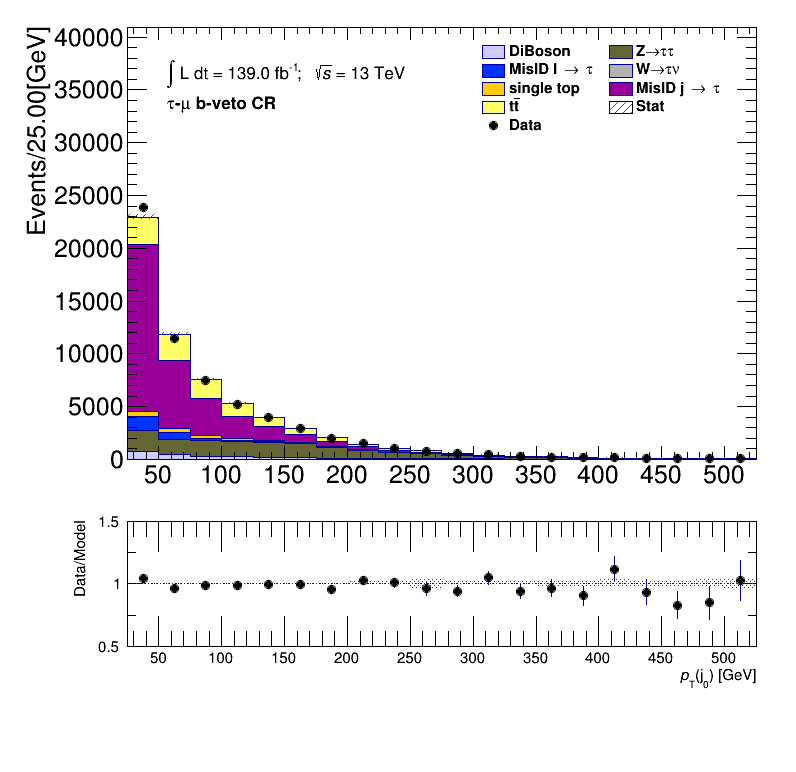 Events/25.00[GeV]
40000
35000
30000
25000
20000
15000
10000
5000
0
∫ L dt = 139.0 fb⁻¹; √s = 13 TeV
τ-μ b-veto CR
DiBoson
MisID l → τ
single top
tt̄
Data
Z→ττ
W→τν
MisID j → τ
Stat
50 100 150 200 250 300 350 400 450 500
Data/Model
1.5
1
0.5
50 100 150 200 250 300 350 400 450 500
p_T(j_0) [GeV]